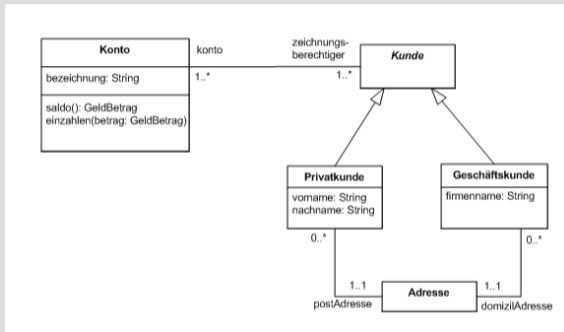 Konto
bezeichnung: String
saldo(): GeldBetrag
einzahlen(betrag: GeldBetrag)
konto
1..*
zeichnungs-
berechtiger
1..*
Kunde
Privatkunde
vorname: String
nachname: String
0..*
Geschäftskunde
firmenname: String
0..*
1..1
postAdresse
Adresse
1..1
domizilAdresse